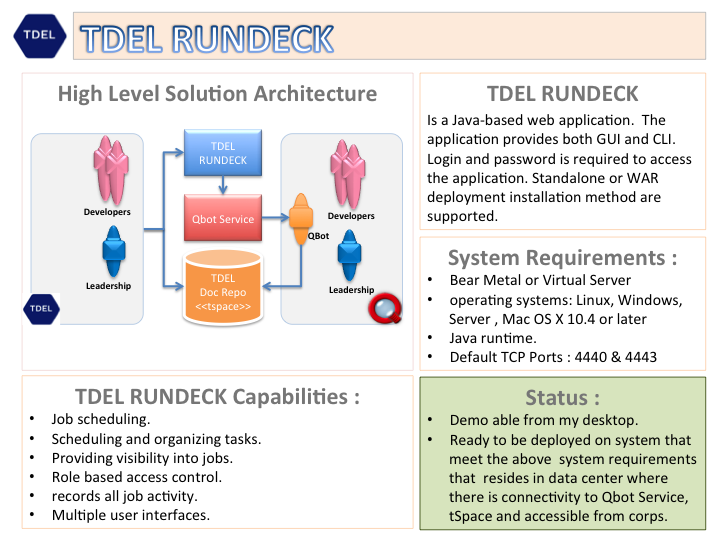 TDEL
TDEL RUNDECK
High Level Solution Architecture
Developers
Leadership
TDEL
TDEL
RUNDECK
Qbot Service
TDEL
Doc Repo
<<tspace>>
QBot
Developers
Leadership
TDEL RUNDECK
Is a Java-based web application.  The
application provides both GUI and CLI.
Login and password is required to access
the application. Standalone or WAR
deployment installation method are
supported.
System Requirements :
• Bear Metal or Virtual Server
• operating systems: Linux, Windows,
Server , Mac OS X 10.4 or later
• Java runtime.
• Default TCP Ports : 4440 & 4443
TDEL RUNDECK Capabilities :
• Job scheduling.
• Scheduling and organizing tasks.
• Providing visibility into jobs.
• Role based access control.
• records all job activity.
• Multiple user interfaces.
Status :
• Demo able from my desktop.
• Ready to be deployed on system that
meet the above  system requirements
that  resides in data center where
there is connectivity to Qbot Service,
tSpace and accessible from corps.